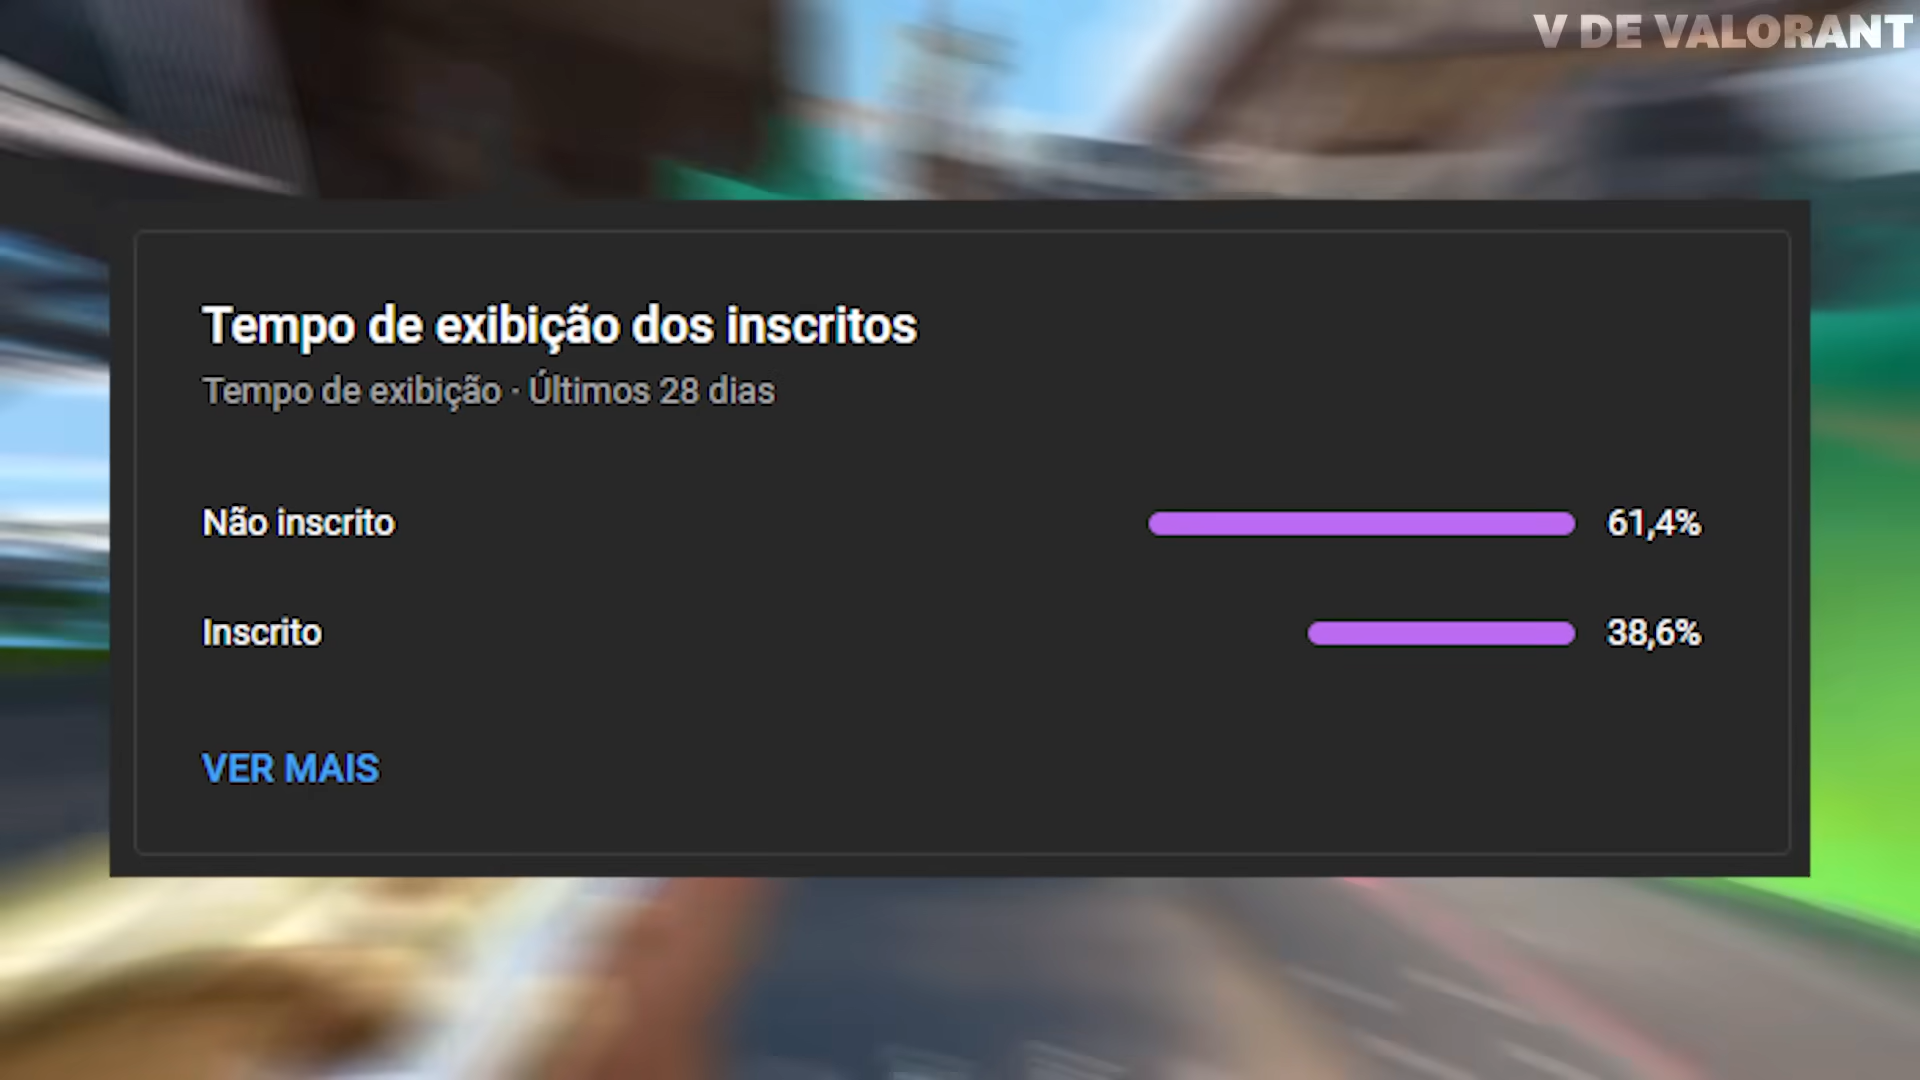 V DE VALORANT
Tempo de exibição dos inscritos
Tempo de exibição · Últimos 28 dias
Não inscrito 61,4%
Inscrito 38,6%
VER MAIS